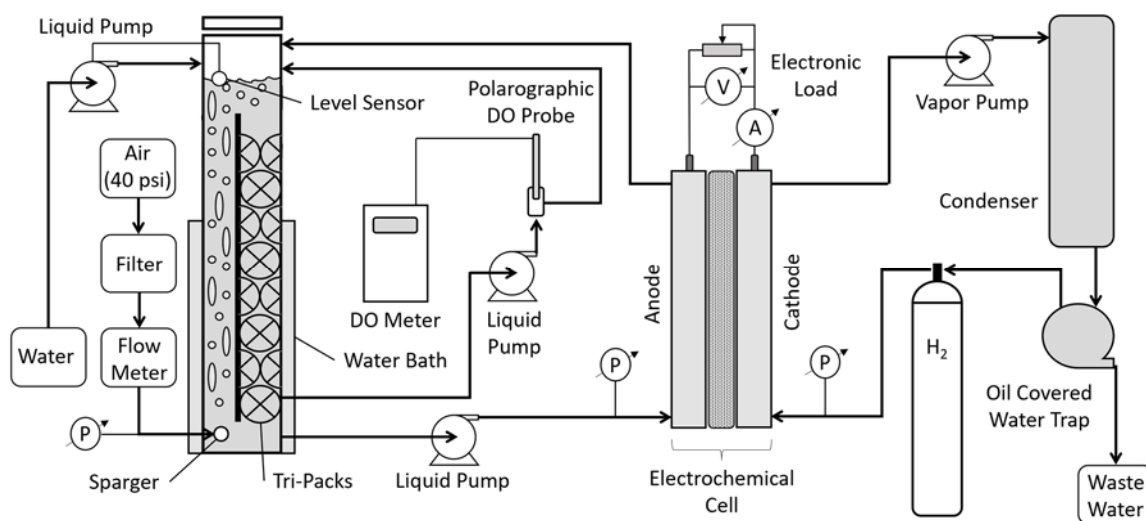 Liquid Pump
Level Sensor
Air
(40 psi)
Filter
Flow
Meter
Water
P
Sparger
Tri-Packs
Water Bath
DO Meter
Polarographic
DO Probe
Liquid
Pump
Liquid Pump
P
V
A
Electronic
Load
Anode
Cathode
Electrochemical
Cell
P
Vapor Pump
Condenser
H2
Oil Covered
Water Trap
Waste
Water